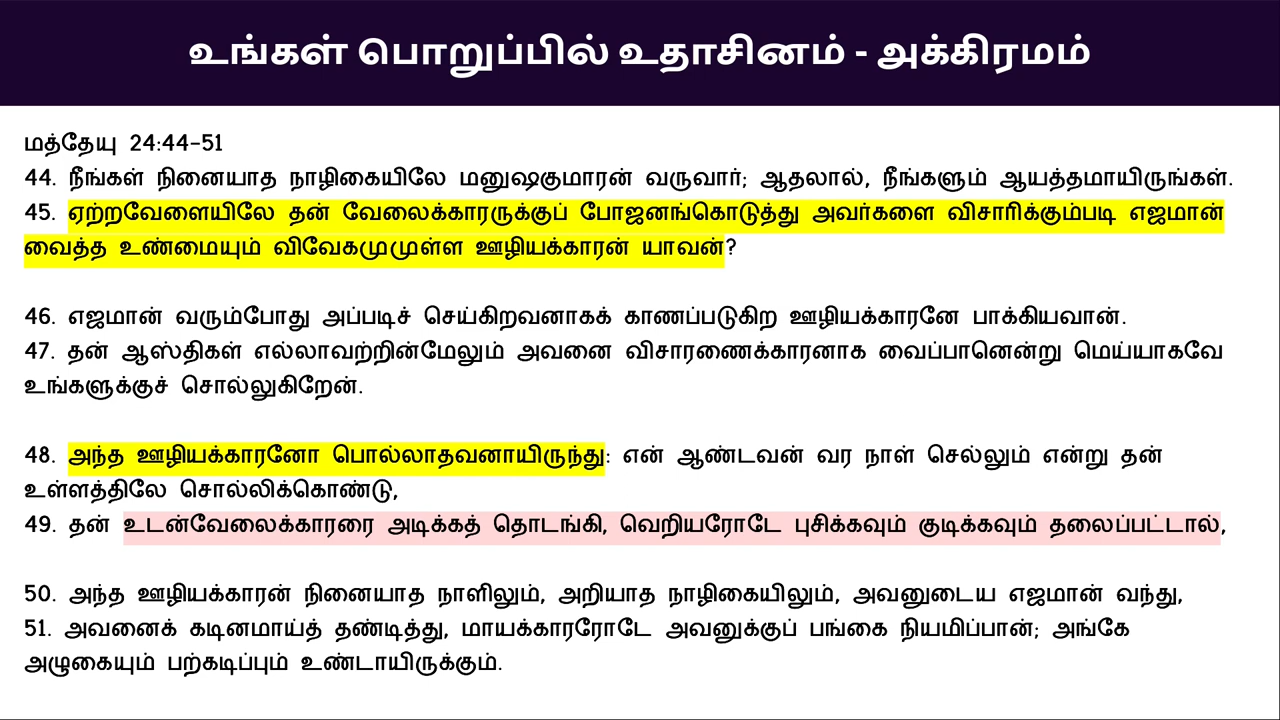 உங்கள் பொறுப்பில் உதாசினம் - அக்கிரமம்
மத்தேயு 24:44-51
44. நீங்கள் நினையாத நாழிகையிலே மனுஷகுமாரன் வருவார்; ஆதலால், நீங்களும் ஆயத்தமாயிருங்கள்.
45. ஏற்றவேளையிலே தன் வேலைக்காரருக்குப் போஜனங்கொடுத்து அவர்களை விசாரிக்கும்படி எஜமான்
வைத்த உண்மையும் விவேகமுமுள்ள ஊழியக்காரன் யாவன்?
46. எஜமான் வரும்போது அப்படிச் செய்கிறவனாகக் காணப்படுகிற ஊழியக்காரனே பாக்கியவான்.
47. தன் ஆஸ்திகள் எல்லாவற்றின்மேலும் அவனை விசாரணைக்காரனாக வைப்பானென்று மெய்யாகவே
உங்களுக்குச் சொல்லுகிறேன்.
48. அந்த ஊழியக்காரனோ பொல்லாதவனாயிருந்து: என் ஆண்டவன் வர நாள் செல்லும் என்று தன்
உள்ளத்திலே சொல்லிக்கொண்டு,
49. தன் உடன்வேலைக்காரரை அடிக்கத் தொடங்கி, வெறியரோடே புசிக்கவும் குடிக்கவும் தலைப்பட்டால்,
50. அந்த ஊழியக்காரன் நினையாத நாளிலும், அறியாத நாழிகையிலும், அவனுடைய எஜமான் வந்து,
51. அவனைக் கடினமாய்த் தண்டித்து, மாயக்காரரோடே அவனுக்குப் பங்கை நியமிப்பான்; அங்கே
அழுகையும் பற்கடிப்பும் உண்டாயிருக்கும்.